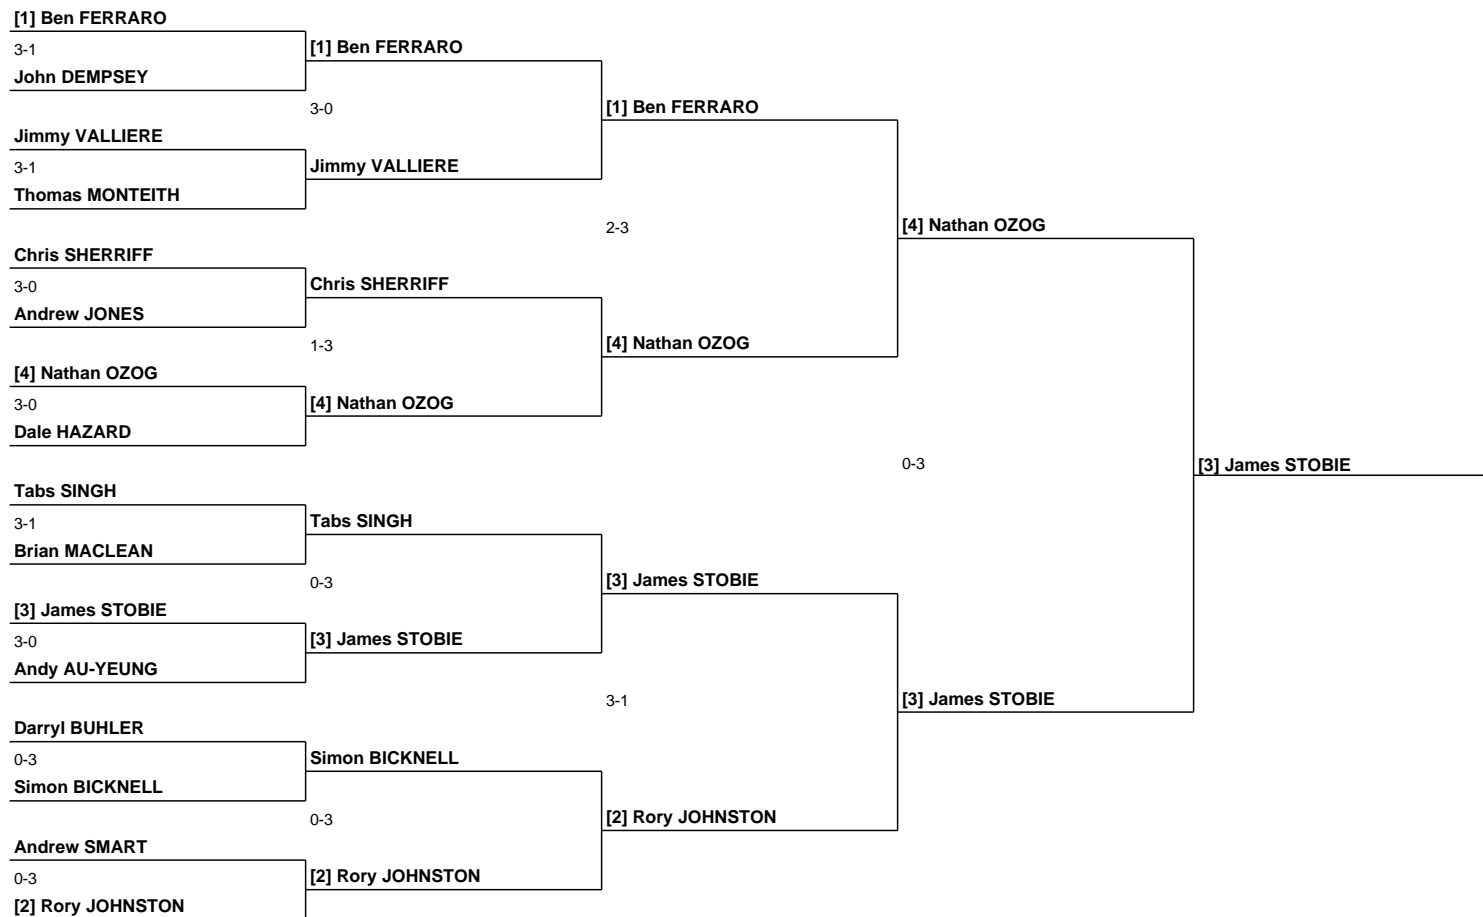 [1] Ben FERRARO
3-1
[1] Ben FERRARO
John DEMPSEY
3-0
[1] Ben FERRARO
Jimmy VALLIERE
3-1
Jimmy VALLIERE
Thomas MONTEITH
2-3
[4] Nathan OZOG
Chris SHERRIFF
3-0
Chris SHERRIFF
Andrew JONES
1-3
[4] Nathan OZOG
[4] Nathan OZOG
3-0
[4] Nathan OZOG
Dale HAZARD
0-3
[3] James STOBIE
Tabs SINGH
3-1
Tabs SINGH
Brian MACLEAN
0-3
[3] James STOBIE
[3] James STOBIE
3-0
[3] James STOBIE
Andy AU-YEUNG
3-1
[3] James STOBIE
Darryl BUHLER
0-3
Simon BICKNELL
Simon BICKNELL
0-3
[2] Rory JOHNSTON
Andrew SMART
0-3
[2] Rory JOHNSTON
[2] Rory JOHNSTON